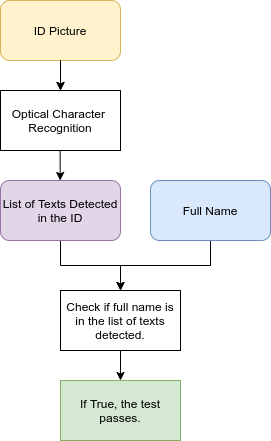 ID Picture
Optical Character
Recognition
List of Texts Detected
in the ID
Full Name
Check if full name is
in the list of texts
detected.
If True, the test
passes.